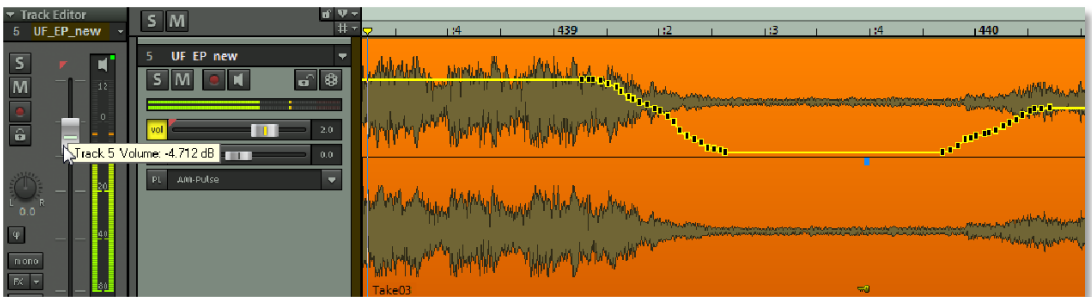 Track Editor
5 UF_EP_new
S
M
12
0
Track 5 Volume: -4.712 dB
20
L R
0.0
40
mono
FX
80
S M
#
5 UF EP new
S M
vol 2.0
0.0
PL Am-Pulse
:4 439 :2 :3 :4 440
Take03